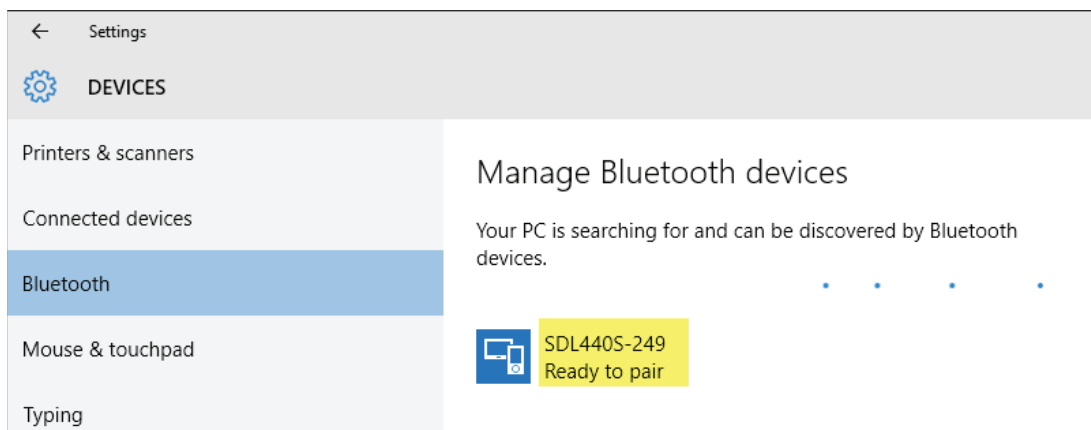 Settings
DEVICES
Printers & scanners
Connected devices
Bluetooth
Mouse & touchpad
Typing
Manage Bluetooth devices
Your PC is searching for and can be discovered by Bluetooth
devices.
SDL440S-249
Ready to pair